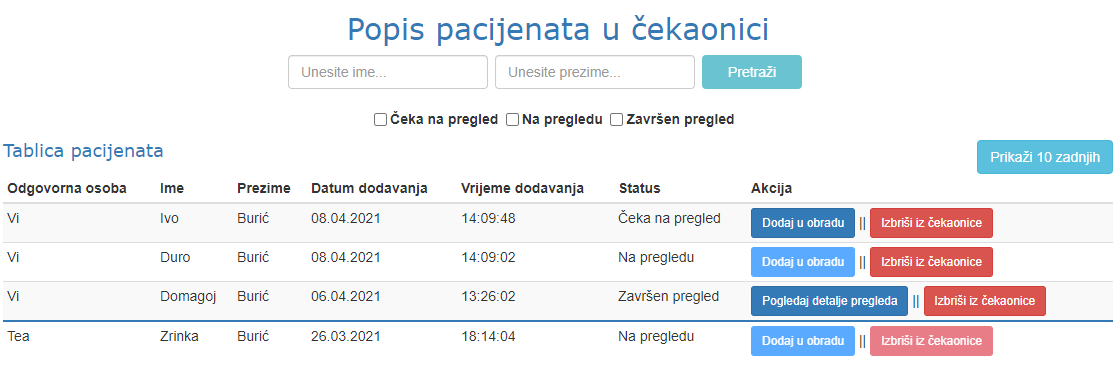 Popis pacijenata u čekaonici
Unesite ime... Unesite prezime... Pretraži
Čeka na pregled Na pregledu Završen pregled
Tablica pacijenata Prikaži 10 zadnjih
Odgovorna osoba Ime Prezime Datum dodavanja Vrijeme dodavanja Status Akcija
Vi Ivo Burić 08.04.2021 14:09:48 Čeka na pregled Dodaj u obradu || Izbriši iz čekaonice
Vi Duro Burić 08.04.2021 14:09:02 Na pregledu Dodaj u obradu || Izbriši iz čekaonice
Vi Domagoj Burić 06.04.2021 13:26:02 Završen pregled Pogledaj detalje pregleda || Izbriši iz čekaonice
Tea Zrinka Burić 26.03.2021 18:14:04 Na pregledu Dodaj u obradu || Izbriši iz čekaonice